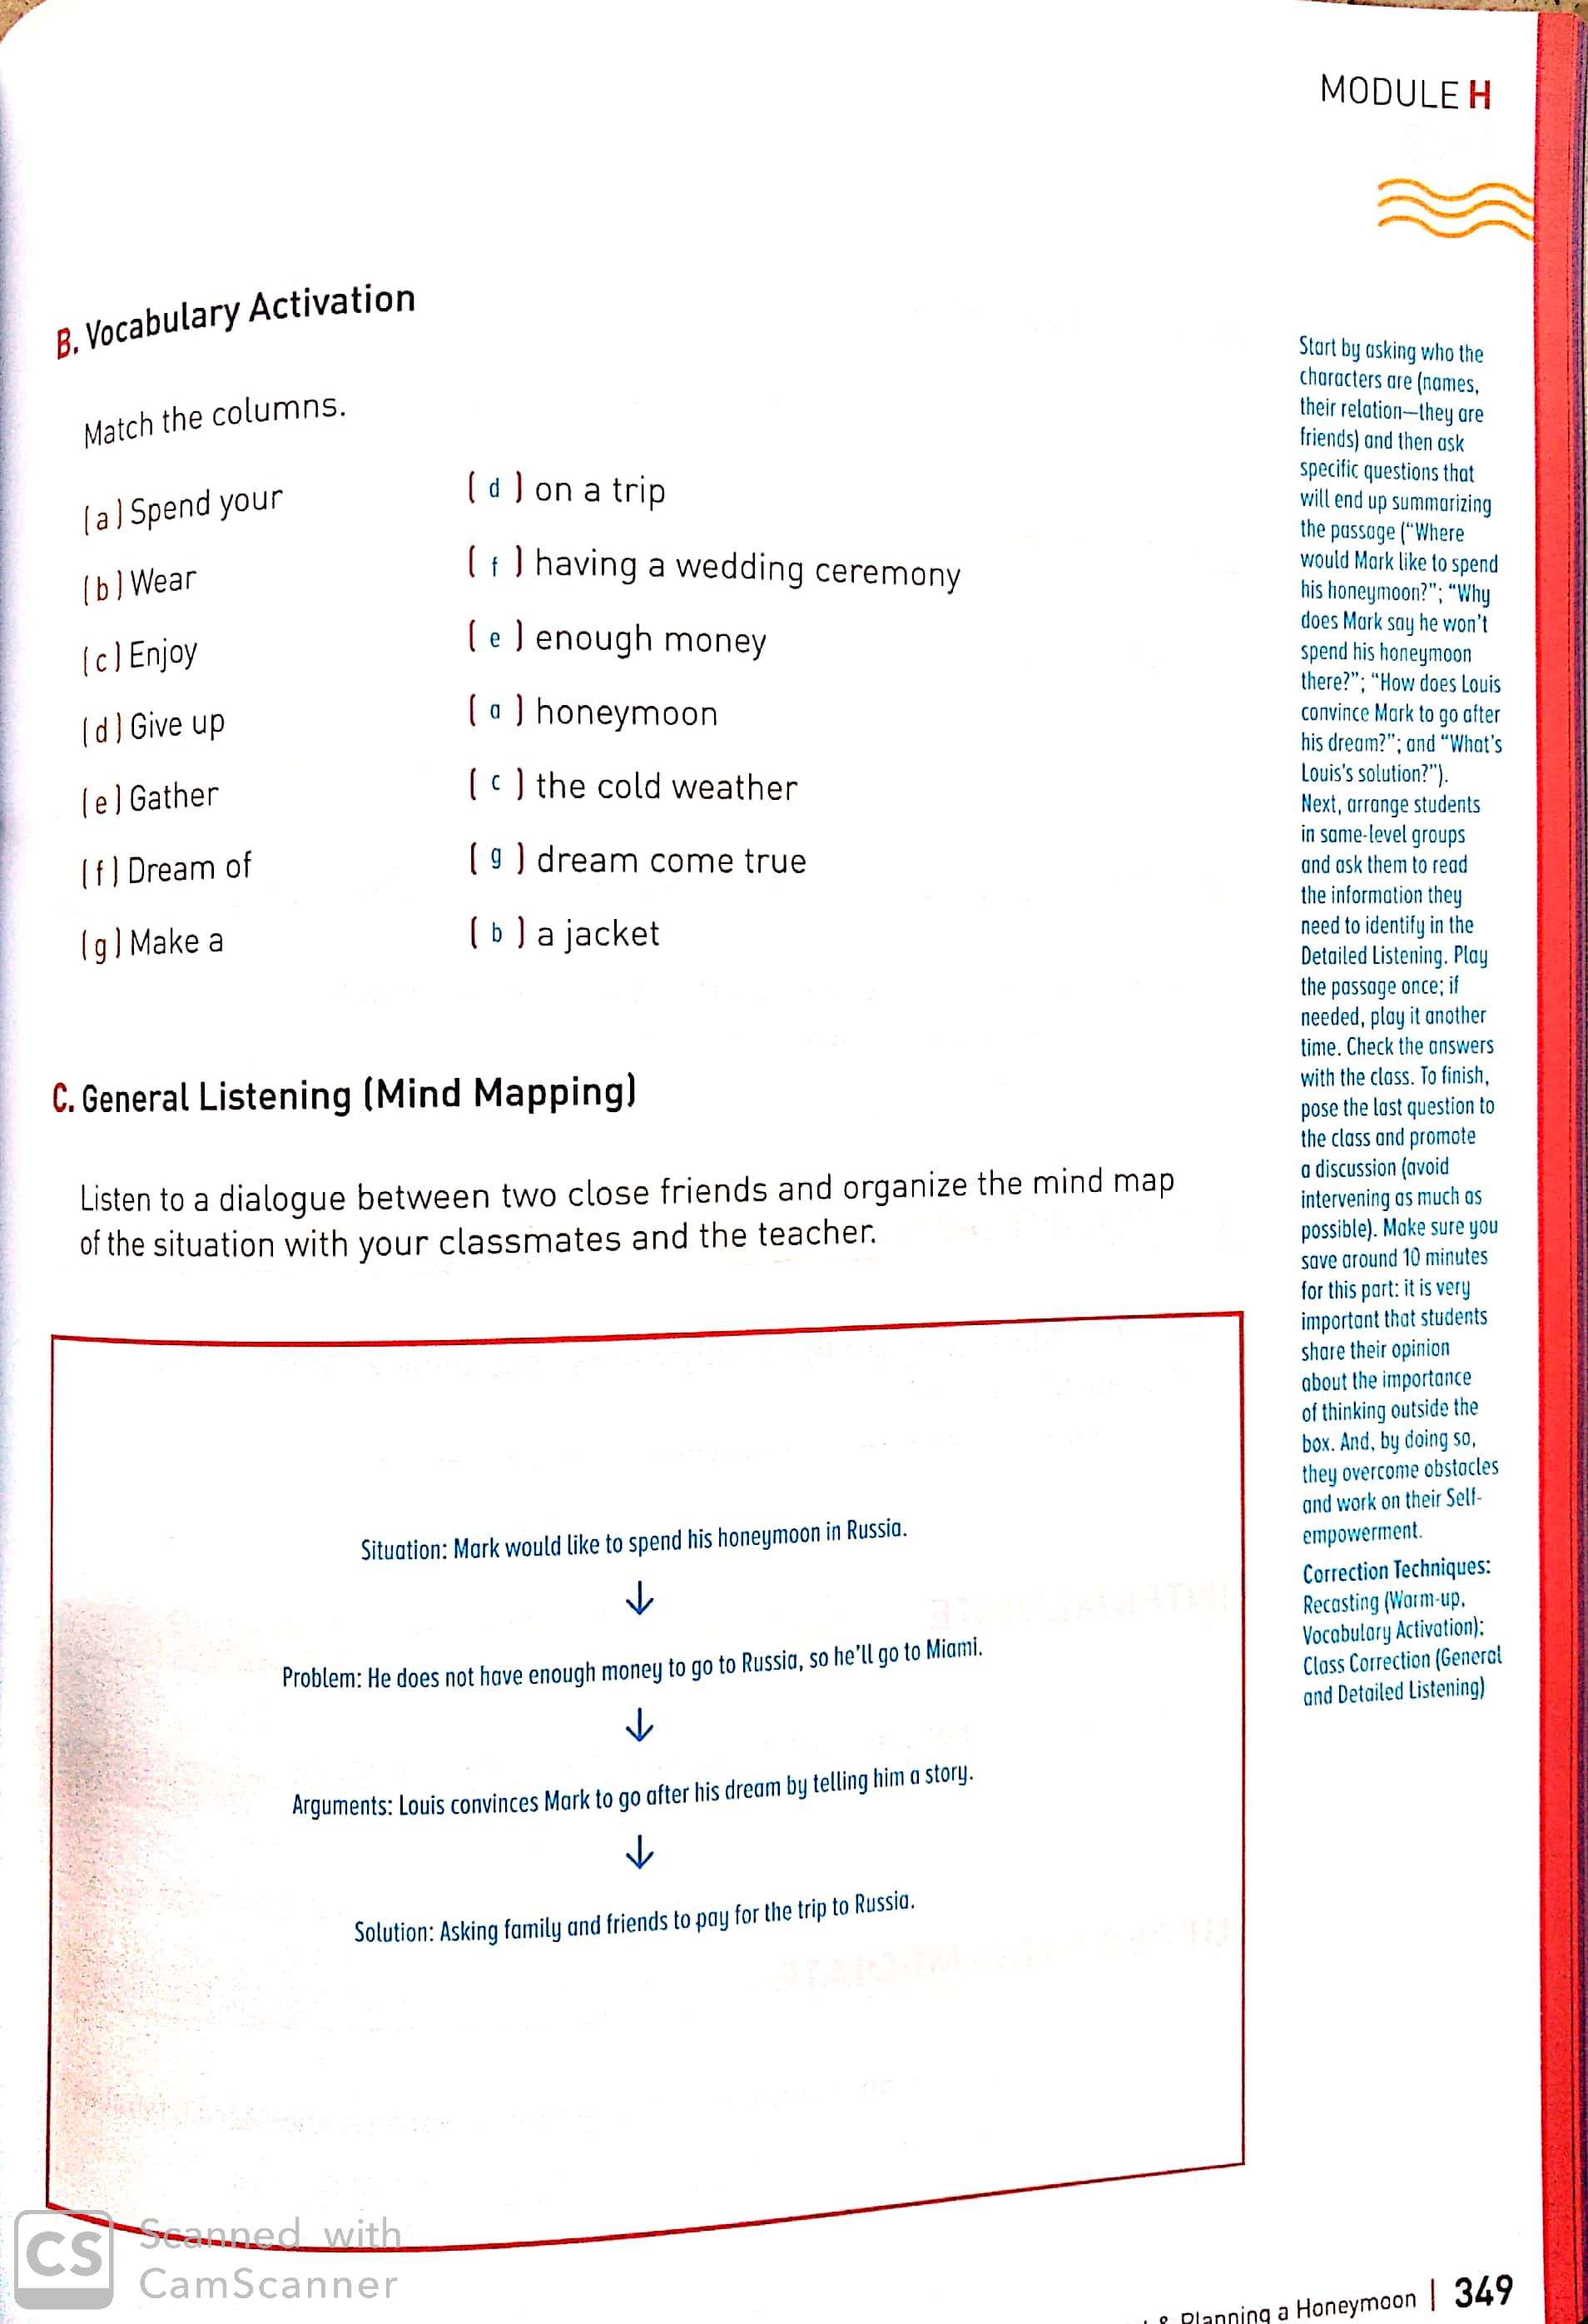 MODULE H
B. Vocabulary Activation
Match the columns.
(a) Spend your
(b) Wear
(c) Enjoy
(d) Give up
(e) Gather
(f) Dream of
(g) Make a
( d ) on a trip
( f ) having a wedding ceremony
( e ) enough money
( a ) honeymoon
( c ) the cold weather
( g ) dream come true
( b ) a jacket
C. General Listening (Mind Mapping)
Listen to a dialogue between two close friends and organize the mind map
of the situation with your classmates and the teacher.
Situation: Mark would like to spend his honeymoon in Russia.
↓
Problem: He does not have enough money to go to Russia, so he'll go to Miami.
↓
Arguments: Louis convinces Mark to go after his dream by telling him a story.
↓
Solution: Asking family and friends to pay for the trip to Russia.
Start by asking who the
characters are (names,
their relation—they are
friends) and then ask
specific questions that
will end up summarizing
the passage (“Where
would Mark like to spend
his honeymoon?”; “Why
does Mark say he won't
spend his honeymoon
there?”; “How does Louis
convince Mark to go after
his dream?”; and “What's
Louis's solution?”).
Next, arrange students
in same-level groups
and ask them to read
the information they
need to identify in the
Detailed Listening. Play
the passage once; if
needed, play it another
time. Check the answers
with the class. To finish,
pose the last question to
the class and promote
a discussion (avoid
intervening as much as
possible). Make sure you
save around 10 minutes
for this part: it is very
important that students
share their opinion
about the importance
of thinking outside the
box. And, by doing so,
they overcome obstacles
and work on their Self-
empowerment.
Correction Techniques:
Recasting (Warm-up,
Vocabulary Activation);
Class Correction (General
and Detailed Listening)
& Planning a Honeymoon | 349
CS Scanned with
CamScanner